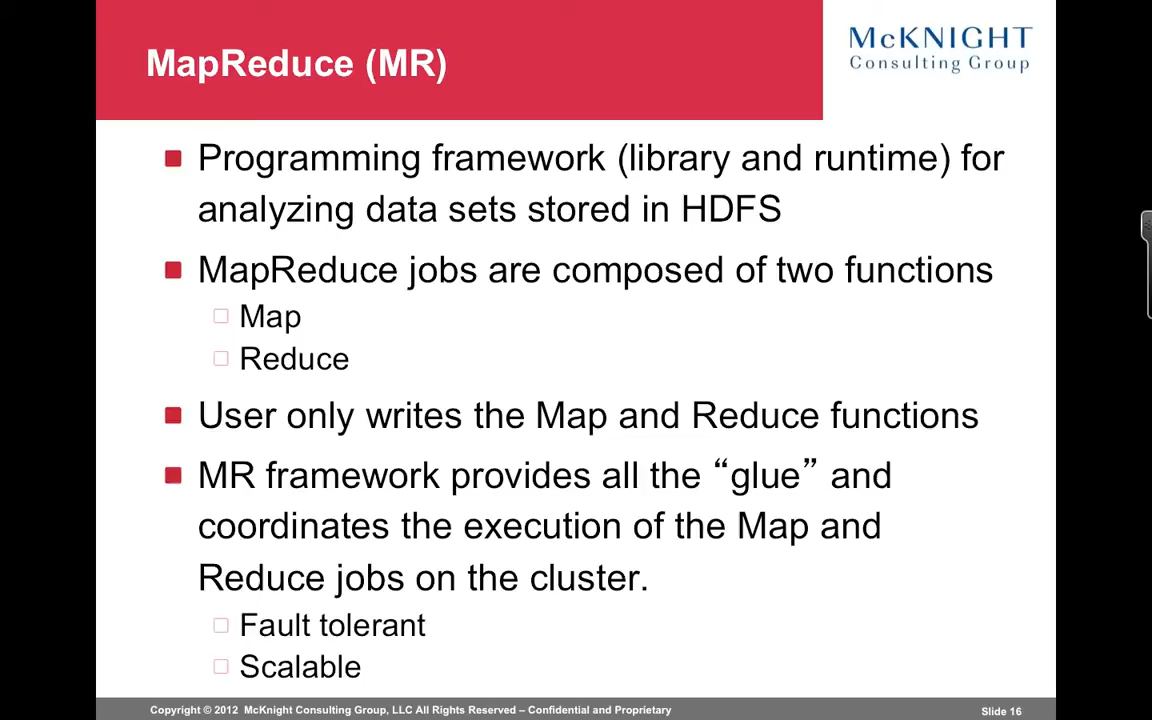 MapReduce (MR)
McKNIGHT
Consulting Group
Programming framework (library and runtime) for
analyzing data sets stored in HDFS
MapReduce jobs are composed of two functions
Map
Reduce
User only writes the Map and Reduce functions
MR framework provides all the “glue” and
coordinates the execution of the Map and
Reduce jobs on the cluster.
Fault tolerant
Scalable
Copyright © 2012 McKnight Consulting Group, LLC All Rights Reserved – Confidential and Proprietary
Slide 16